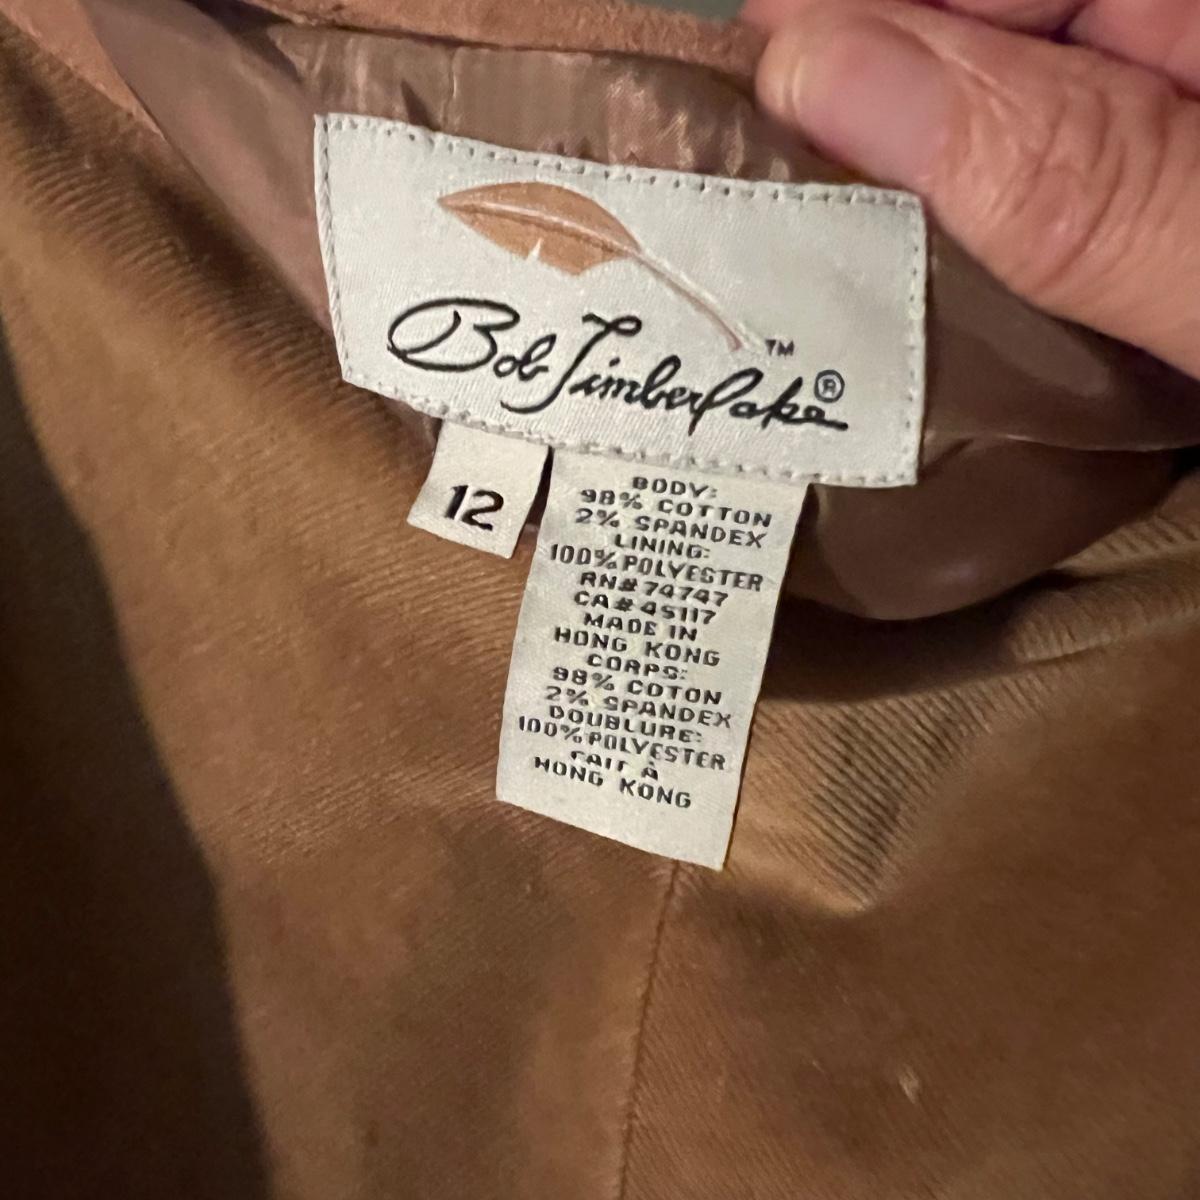 Bob Timberlake ®
TM
12
BODY:
98% COTTON
2% SPANDEX
LINING:
100% POLYESTER
RN# 74747
CA# 45117
MADE IN
HONG KONG
CORPS:
98% COTON
2% SPANDEX
DOUBLURE:
100% POLYESTER
FAIT À
HONG KONG